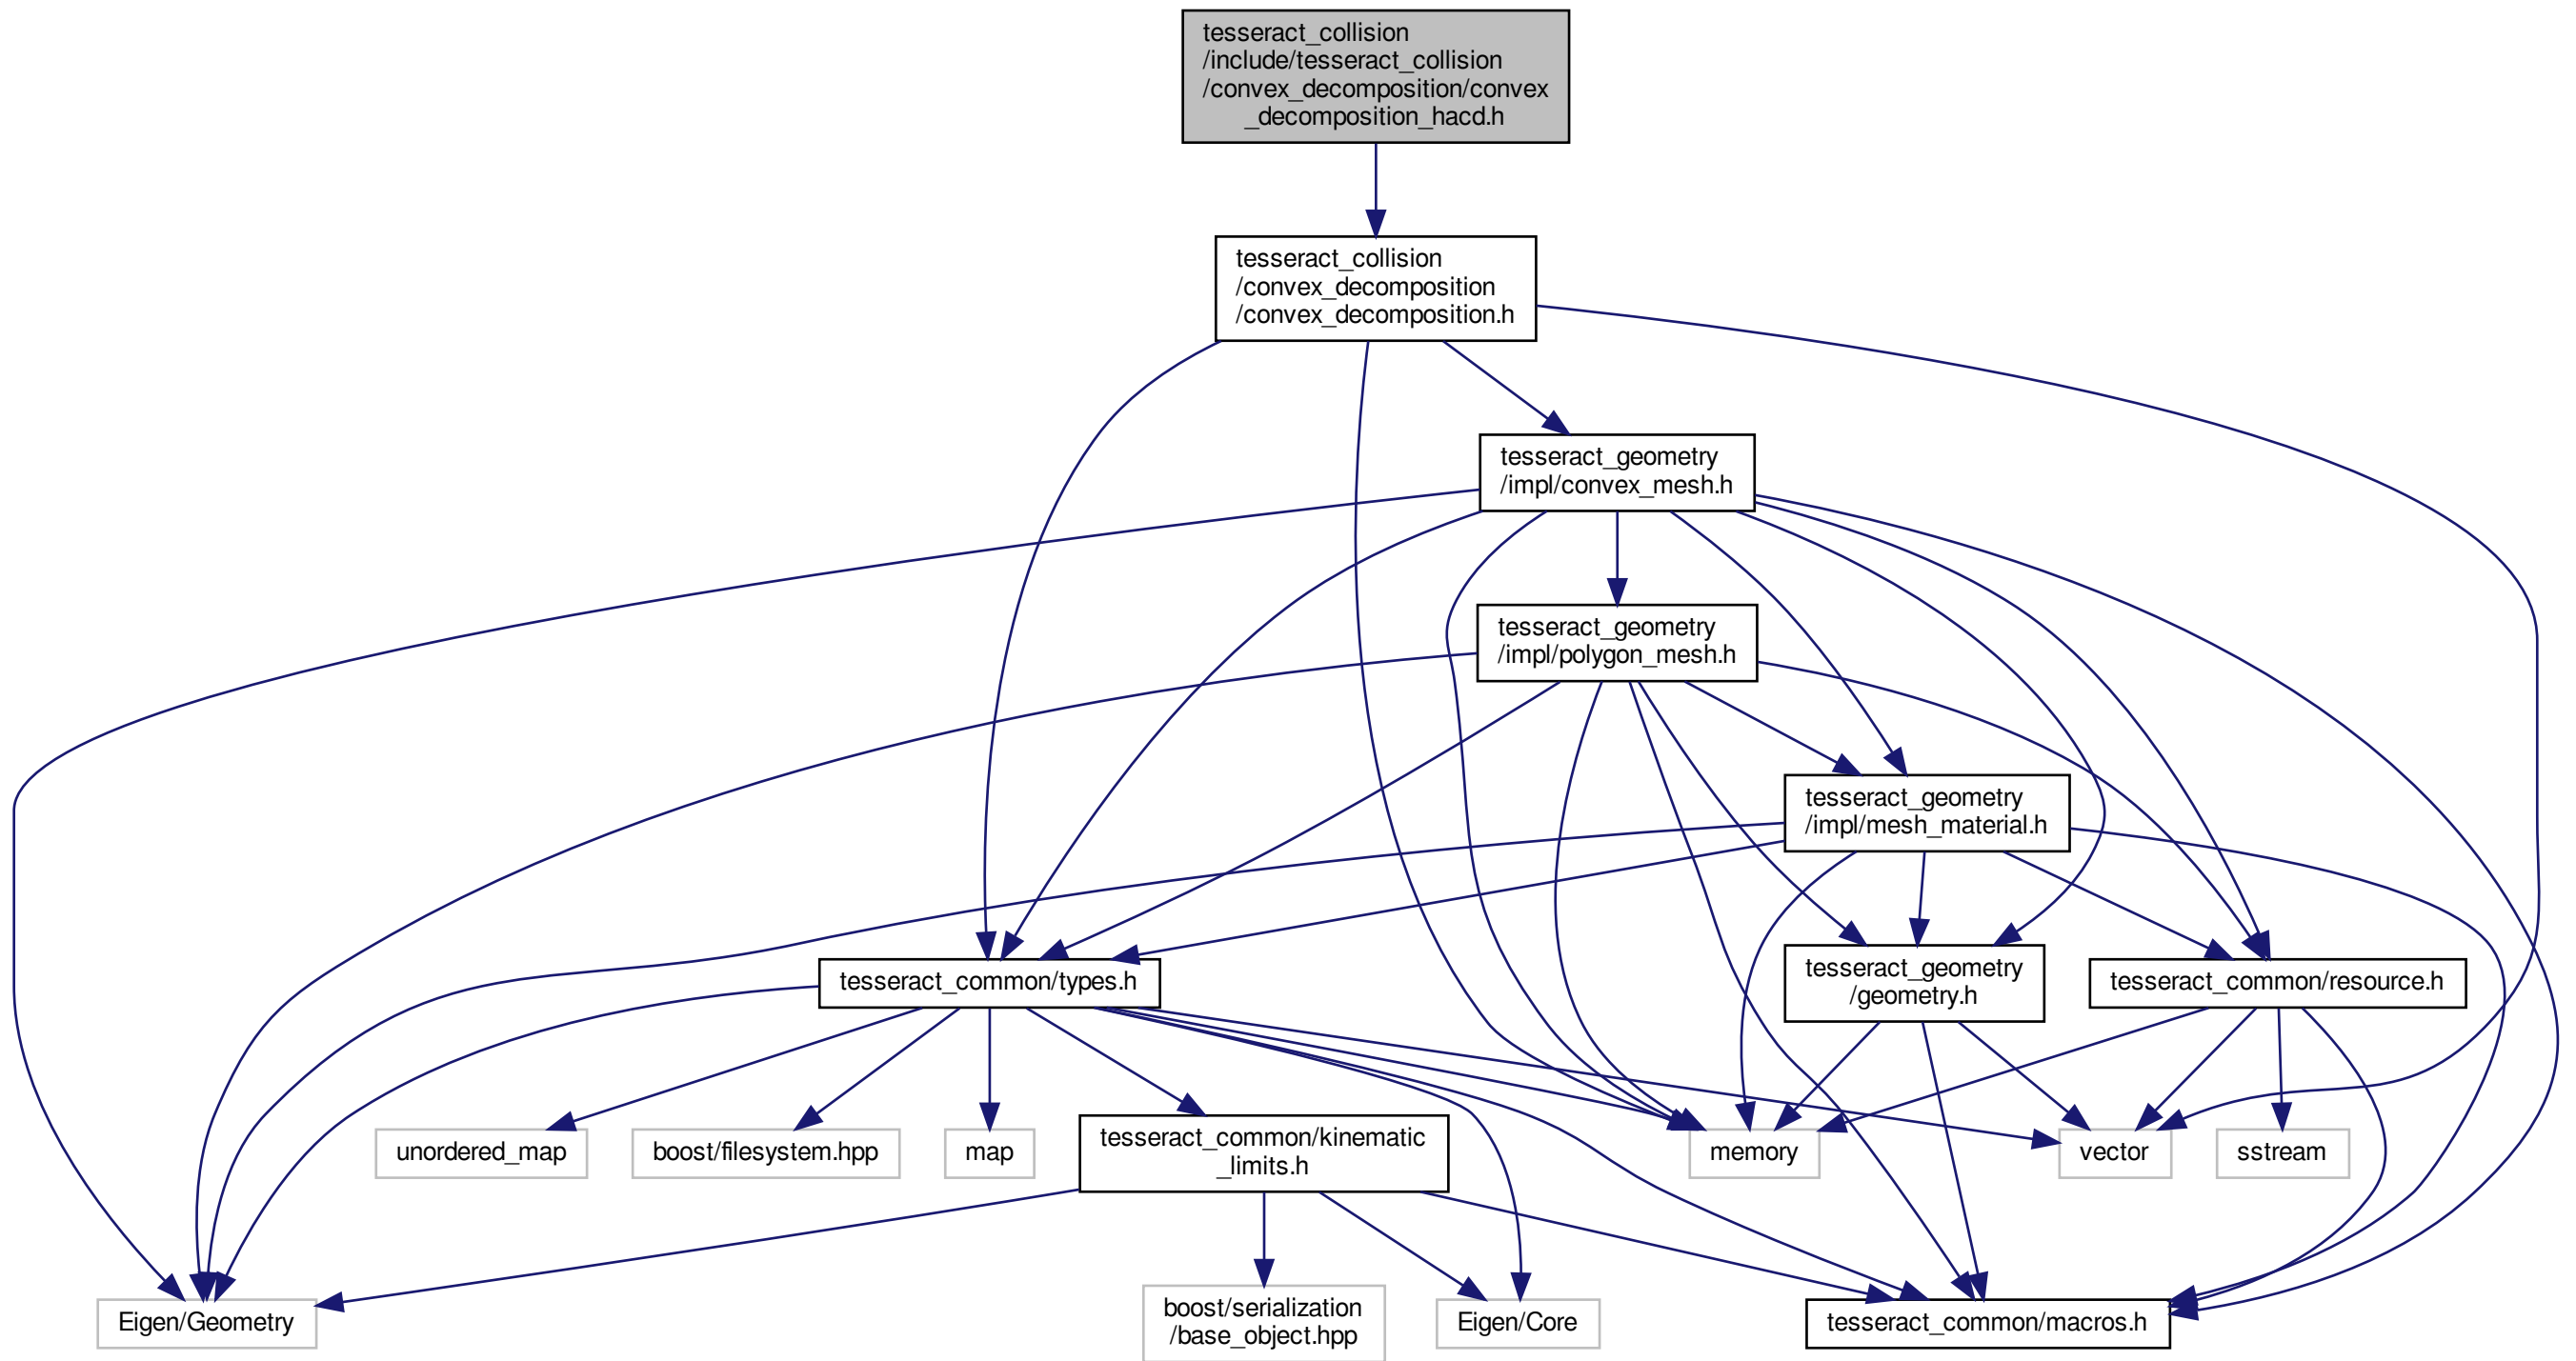 tesseract_collision
/include/tesseract_collision
/convex_decomposition/convex
_decomposition_hacd.h
tesseract_collision
/convex_decomposition
/convex_decomposition.h
tesseract_geometry
/impl/convex_mesh.h
tesseract_geometry
/impl/polygon_mesh.h
tesseract_geometry
/impl/mesh_material.h
tesseract_common/types.h
tesseract_geometry
/geometry.h
tesseract_common/resource.h
unordered_map
boost/filesystem.hpp
map
tesseract_common/kinematic
_limits.h
memory
vector
sstream
Eigen/Geometry
boost/serialization
/base_object.hpp
Eigen/Core
tesseract_common/macros.h